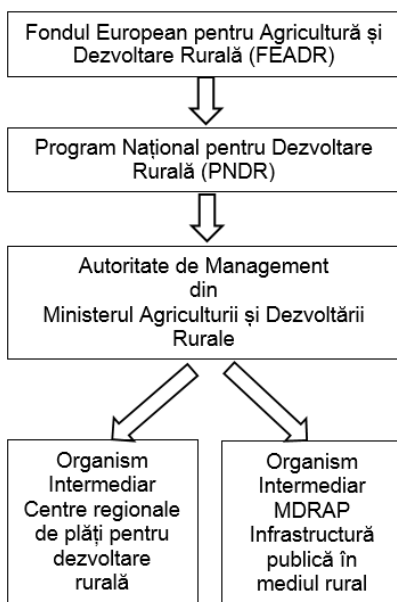 Fondul European pentru Agricultură și
Dezvoltare Rurală (FEADR)
Program Național pentru Dezvoltare
Rurală (PNDR)
Autoritate de Management
din
Ministerul Agriculturii și Dezvoltării
Rurale
Organism
Intermediar
Centre regionale
de plăți pentru
dezvoltare
rurală
Organism
Intermediar
MDRAP
Infrastructură
publică în
mediul rural